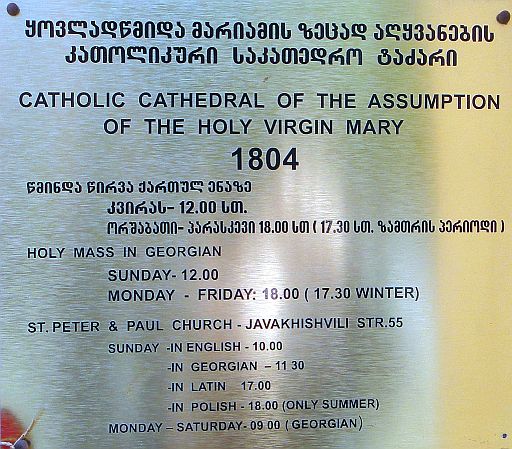 ყოვლადწმიდა მარიამის ზეცად აღყვანების
კათოლიკური საკათედრო ტაძარი
CATHOLIC CATHEDRAL OF THE ASSUMPTION
OF THE HOLY VIRGIN MARY
1804
წმინდა წირვა ქართულ ენაზე
კვირას- 12.00 სთ.
ორშაბათი- პარასკევი 18.00 სთ ( 17.30 სთ. ზამთრის პერიოდი )
HOLY MASS IN GEORGIAN
SUNDAY- 12.00
MONDAY - FRIDAY: 18.00 ( 17.30 WINTER)
ST. PETER & PAUL CHURCH - JAVAKHISHVILI STR.55
SUNDAY -IN ENGLISH - 10.00
-IN GEORGIAN – 11 30
-IN LATIN 17.00
-IN POLISH - 18.00 (ONLY SUMMER)
MONDAY – SATURDAY- 09 00 ( GEORGIAN)